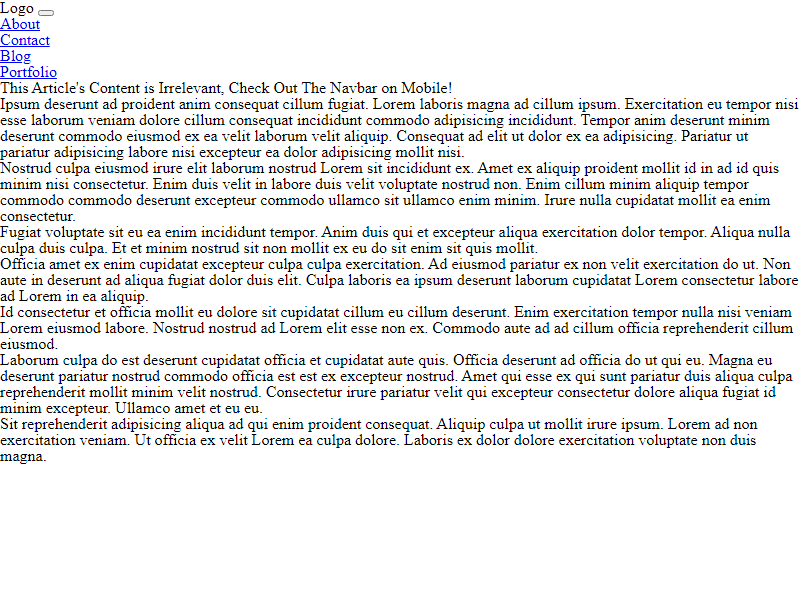 Logo
About
Contact
Blog
Portfolio
This Article's Content is Irrelevant, Check Out The Navbar on Mobile!
Ipsum deserunt ad proident anim consequat cillum fugiat. Lorem laboris magna ad cillum ipsum. Exercitation eu tempor nisi
esse laborum veniam dolore cillum consequat incididunt commodo adipisicing incididunt. Tempor anim deserunt minim
deserunt commodo eiusmod ex ea velit laborum velit aliquip. Consequat ad elit ut dolor ex ea adipisicing. Pariatur ut
pariatur adipisicing labore nisi excepteur ea dolor adipisicing mollit nisi.
Nostrud culpa eiusmod irure elit laborum nostrud Lorem sit incididunt ex. Amet ex aliquip proident mollit id in ad id quis
minim nisi consectetur. Enim duis velit in labore duis velit voluptate nostrud non. Enim cillum minim aliquip tempor
commodo commodo deserunt excepteur commodo ullamco sit ullamco enim minim. Irure nulla cupidatat mollit ea enim
consectetur.
Fugiat voluptate sit eu ea enim incididunt tempor. Anim duis qui et excepteur aliqua exercitation dolor tempor. Aliqua nulla
culpa duis culpa. Et et minim nostrud sit non mollit ex eu do sit enim sit quis mollit.
Officia amet ex enim cupidatat excepteur culpa culpa exercitation. Ad eiusmod pariatur ex non velit exercitation do ut. Non
aute in deserunt ad aliqua fugiat dolor duis elit. Culpa laboris ea ipsum deserunt laborum cupidatat Lorem consectetur labore
ad Lorem in ea aliquip.
Id consectetur et officia mollit eu dolore sit cupidatat cillum eu cillum deserunt. Enim exercitation tempor nulla nisi veniam
Lorem eiusmod labore. Nostrud nostrud ad Lorem elit esse non ex. Commodo aute ad ad cillum officia reprehenderit cillum
eiusmod.
Laborum culpa do est deserunt cupidatat officia et cupidatat aute quis. Officia deserunt ad officia do ut qui eu. Magna eu
deserunt pariatur nostrud commodo officia est est ex excepteur nostrud. Amet qui esse ex qui sunt pariatur duis aliqua culpa
reprehenderit mollit minim velit nostrud. Consectetur irure pariatur velit qui excepteur consectetur dolore aliqua fugiat id
minim excepteur. Ullamco amet et eu eu.
Sit reprehenderit adipisicing aliqua ad qui enim proident consequat. Aliquip culpa ut mollit irure ipsum. Lorem ad non
exercitation veniam. Ut officia ex velit Lorem ea culpa dolore. Laboris ex dolor dolore exercitation voluptate non duis
magna.